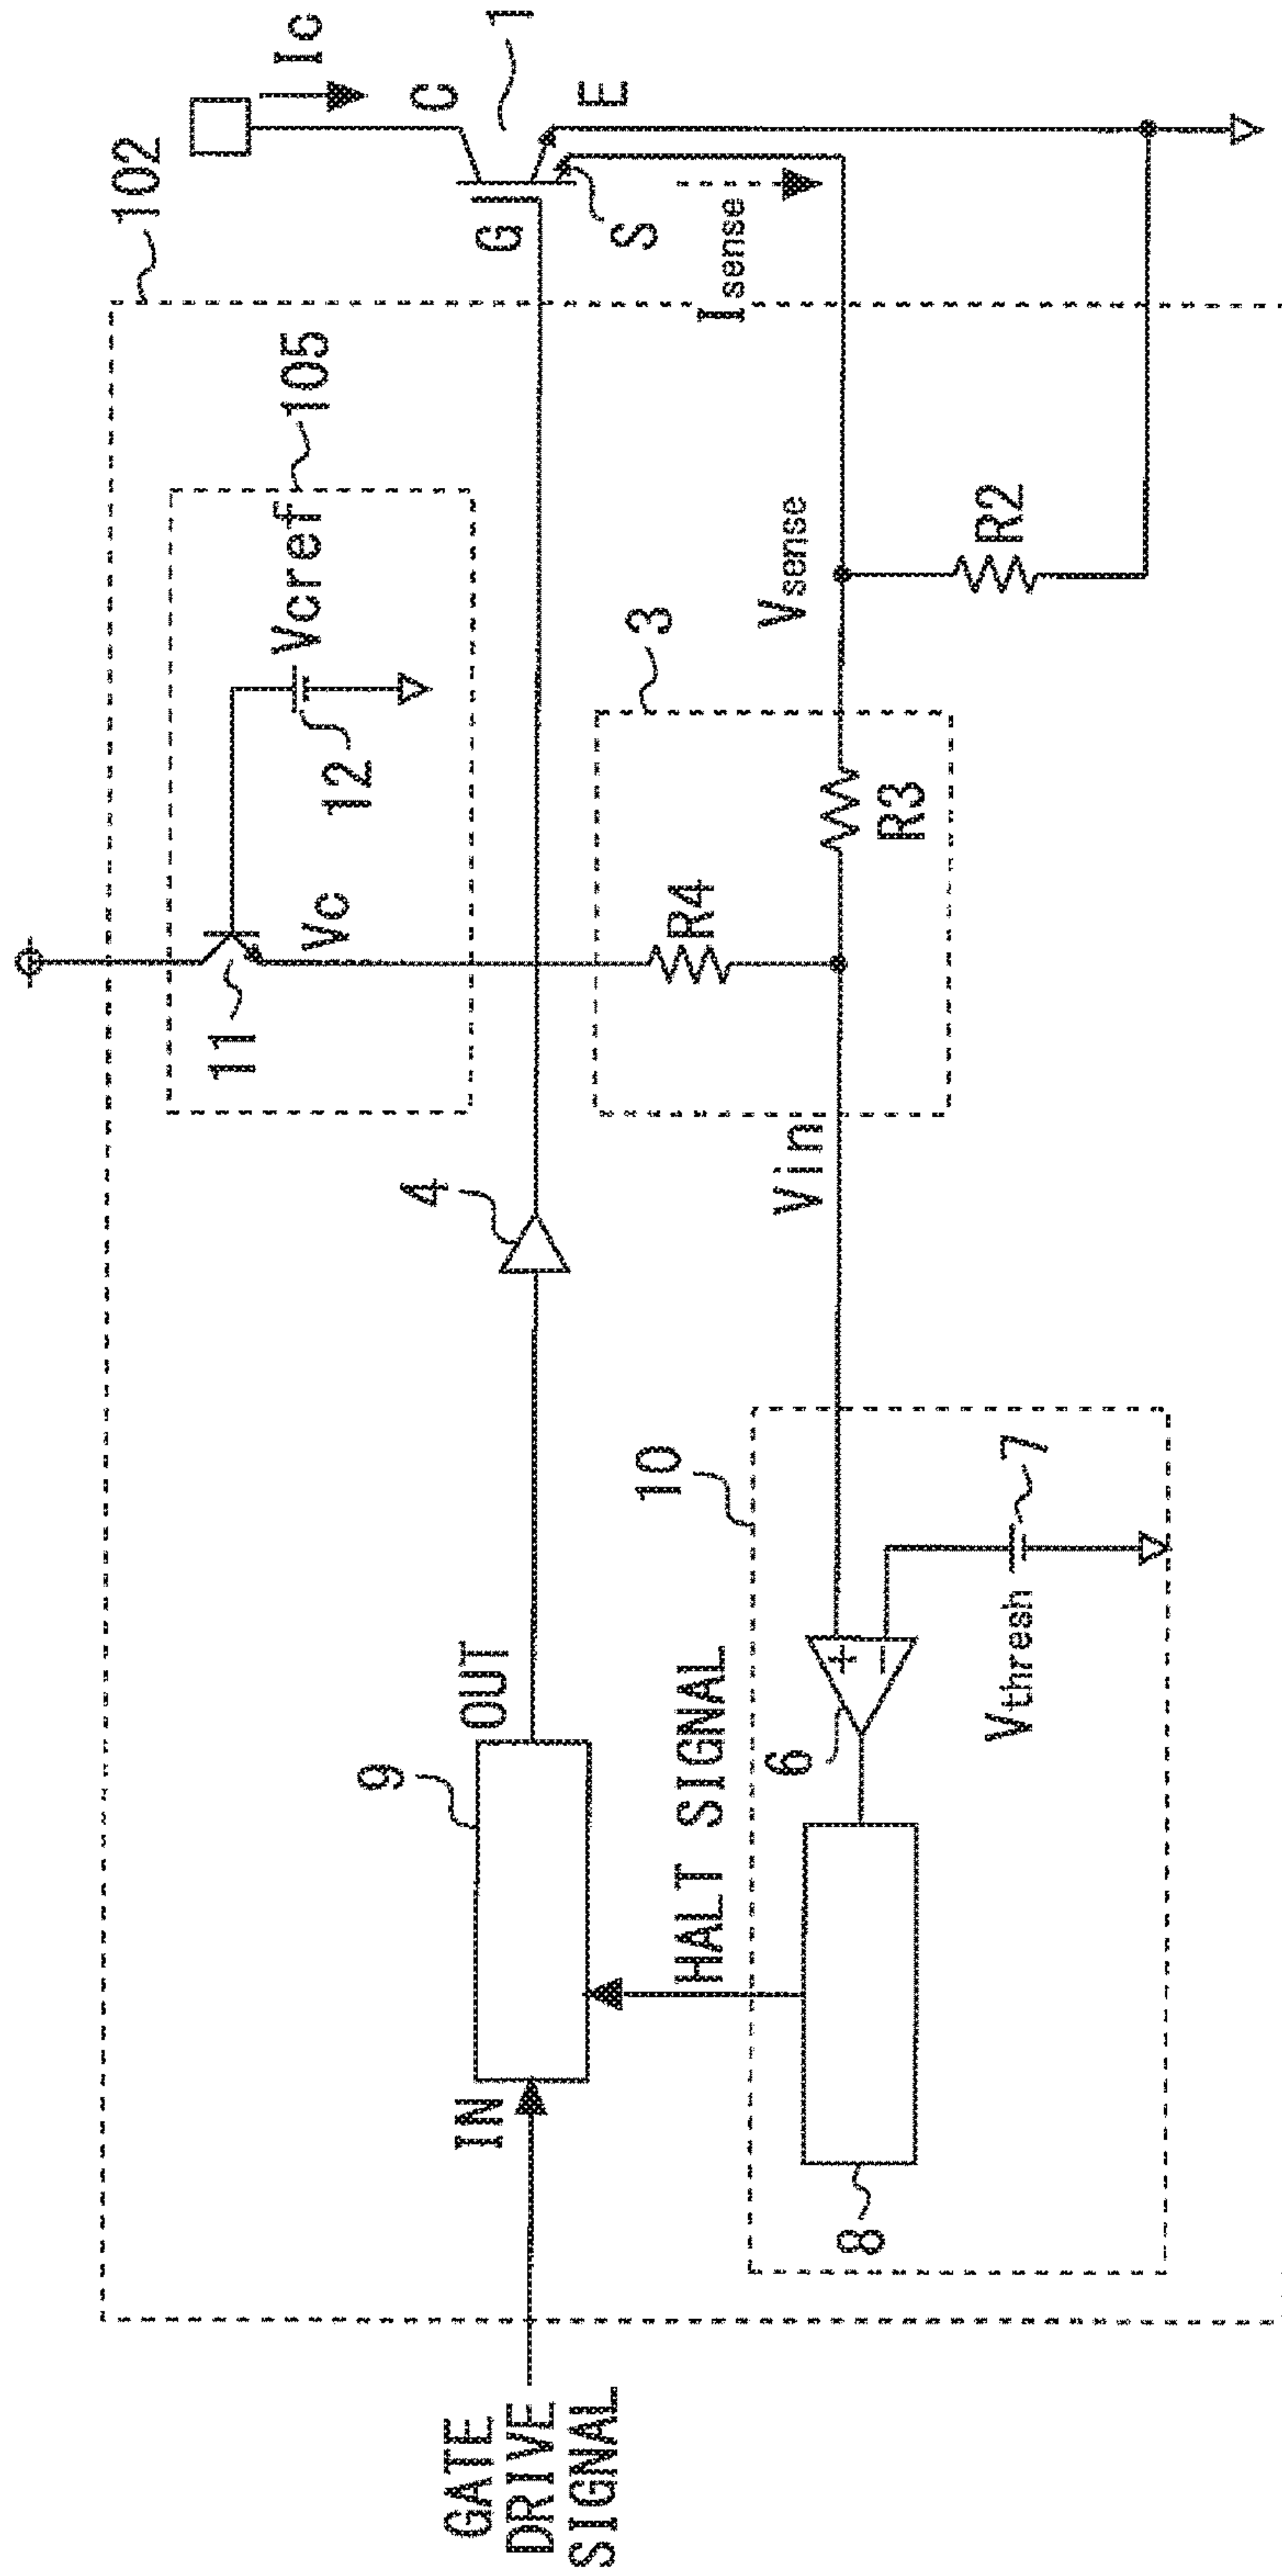 102
Ic
C
1
G
E
S
Isense
105
Vcref
12
11
Vc
4
3
R4
R3
Vsense
R2
Vin
9
OUT
IN
GATE
DRIVE
SIGNAL
HALT SIGNAL
10
6
7
Vthresh
8